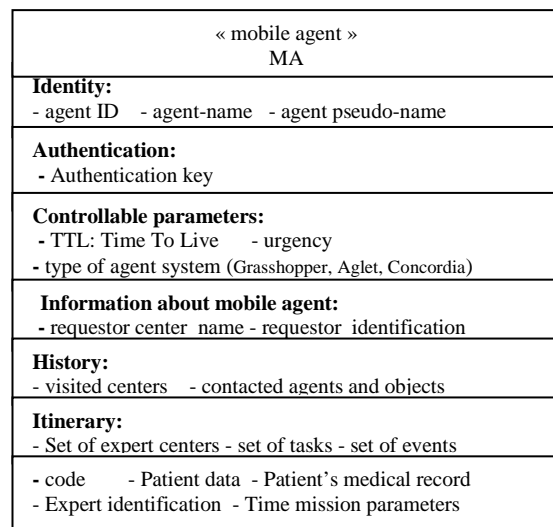 « mobile agent »
MA
Identity:
- agent ID - agent-name - agent pseudo-name
Authentication:
- Authentication key
Controllable parameters:
- TTL: Time To Live - urgency
- type of agent system (Grasshopper, Aglet, Concordia)
Information about mobile agent:
- requestor center name - requestor identification
History:
- visited centers - contacted agents and objects
Itinerary:
- Set of expert centers - set of tasks - set of events
- code - Patient data - Patient's medical record
- Expert identification - Time mission parameters